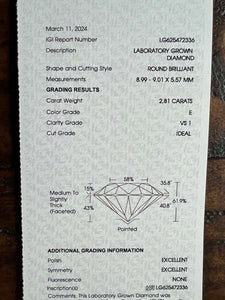 March 11, 2024
IGI Report Number LG625472336
Description LABORATORY GROWN
DIAMOND
Shape and Cutting Style ROUND BRILLIANT
Measurements 8.99 - 9.01 X 5.57 MM
GRADING RESULTS
Carat Weight 2.81 CARATS
Color Grade E
Clarity Grade VS 1
Cut Grade IDEAL
58%
15% 35.8°
Medium To
Slightly
Thick
(Faceted)
43% 40.8° 61.9%
Pointed
ADDITIONAL GRADING INFORMATION
Polish EXCELLENT
Symmetry EXCELLENT
Fluorescence NONE
Inscription(s) LG625472336
Comments: This Laboratory Grown Diamond was